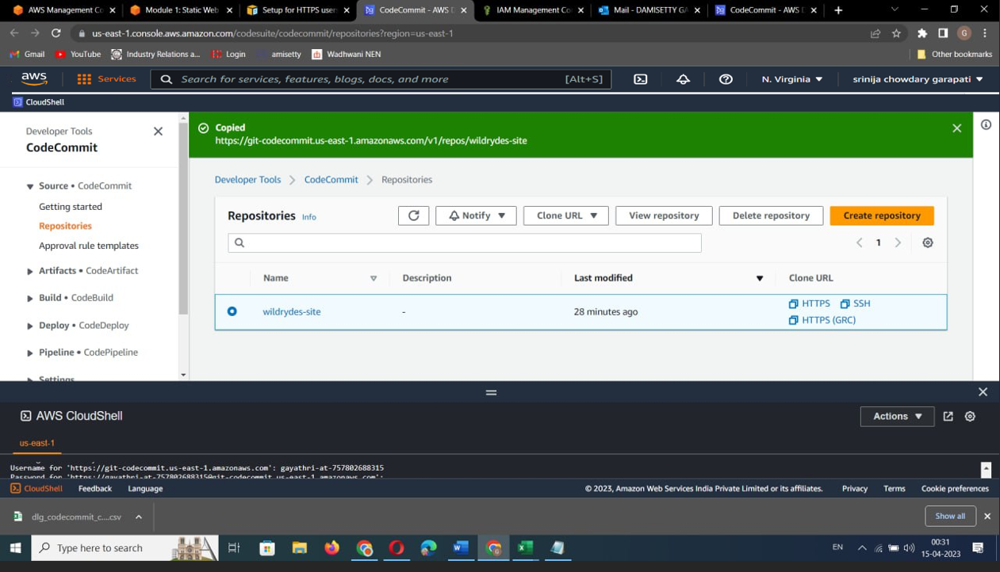 AWS Management Co
Module 1: Static Web
Setup for HTTPS user
CodeCommit - AWS D
IAM Management Co
Mail - DAMISETTY GA
CodeCommit - AWS D
us-east-1.console.aws.amazon.com/codesuite/codecommit/repositories?region=us-east-1
G
Gmail YouTube Industry Relations a... Login amisetty Wadhwani NEN Other bookmarks
aws Services Search for services, features, blogs, docs, and more [Alt+S] N. Virginia srinija chowdary garapati
CloudShell
Developer Tools
CodeCommit
Source • CodeCommit
Getting started
Repositories
Approval rule templates
Artifacts • CodeArtifact
Build • CodeBuild
Deploy • CodeDeploy
Pipeline • CodePipeline
Settings
Copied
https://git-codecommit.us-east-1.amazonaws.com/v1/repos/wildrydes-site
Developer Tools CodeCommit Repositories
Repositories Info Notify Clone URL View repository Delete repository Create repository
1
Name Description Last modified Clone URL
wildrydes-site - 28 minutes ago HTTPS SSH
HTTPS (GRC)
AWS CloudShell Actions
us-east-1
Username for 'https://git-codecommit.us-east-1.amazonaws.com': gayathri-at-757802688315
Password for 'https://gayathri-at-757802688315@git-codecommit.us-east-1.amazonaws.com':
CloudShell Feedback Language © 2023, Amazon Web Services India Private Limited or its affiliates. Privacy Terms Cookie preferences
dlg_codecommit_c....csv Show all
Type here to search EN 00:31
15-04-2023